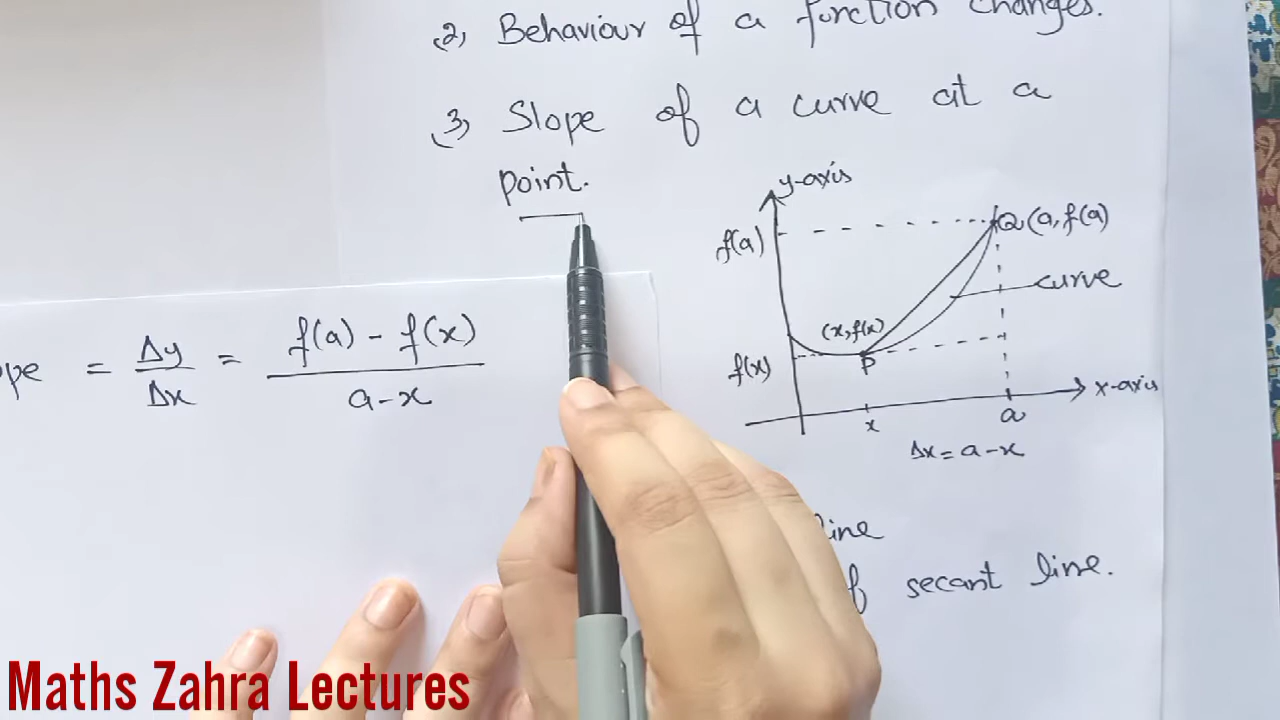 (2) Behaviour of a function changes.
(3) Slope of a curve at a
point.
y-axis
f(a)
Q (a, f(a)
curve
(x, f(x)
f(x)
P
x-axis
x
a
Δx = a-x
= Δy/Δx = f(a) - f(x)/a-x
line
secant line.
Maths Zahra Lectures